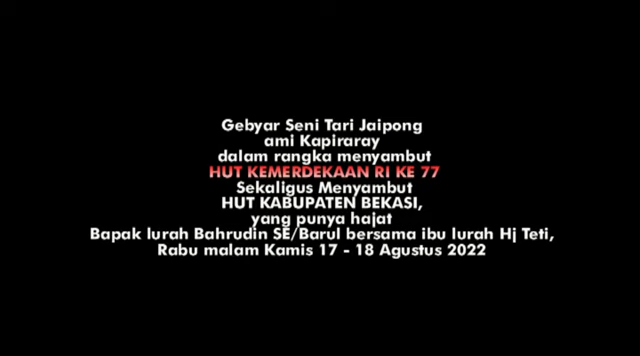 Gebyar Seni Tari Jaipong
ami Kapiraray
dalam rangka menyambut
HUT KEMERDEKAAN RI KE 77
Sekaligus Menyambut
HUT KABUPATEN BEKASI,
yang punya hajat
Bapak lurah Bahrudin SE/Barul bersama ibu lurah Hj Teti,
Rabu malam Kamis 17 - 18 Agustus 2022